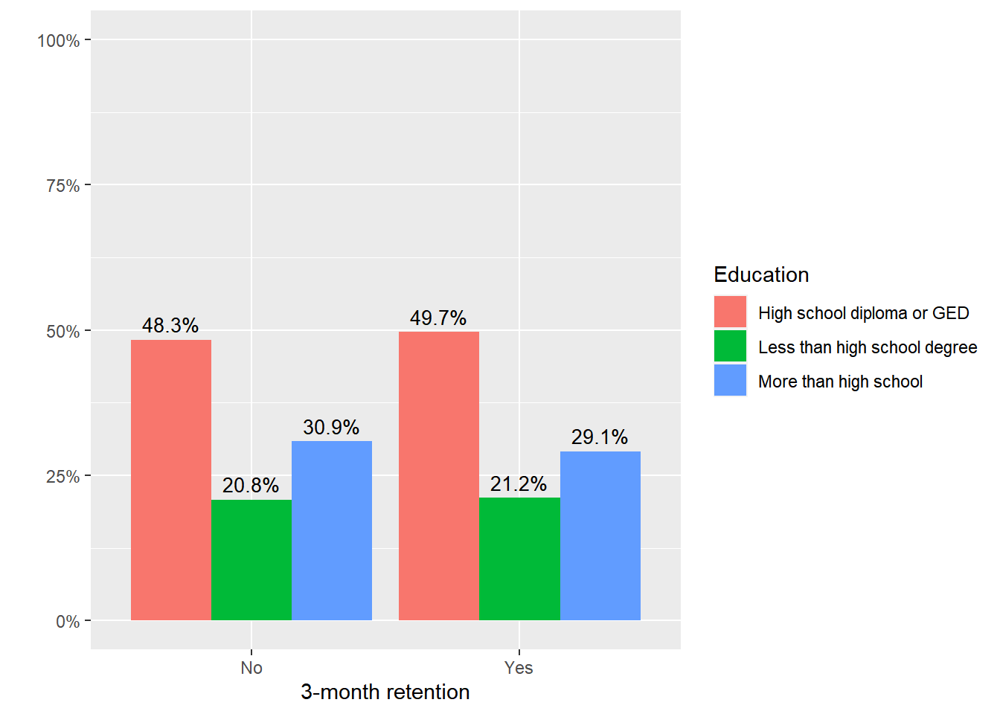 100%
75%
50%
25%
0%
48.3%
20.8%
30.9%
49.7%
21.2%
29.1%
No
Yes
3-month retention
Education
High school diploma or GED
Less than high school degree
More than high school